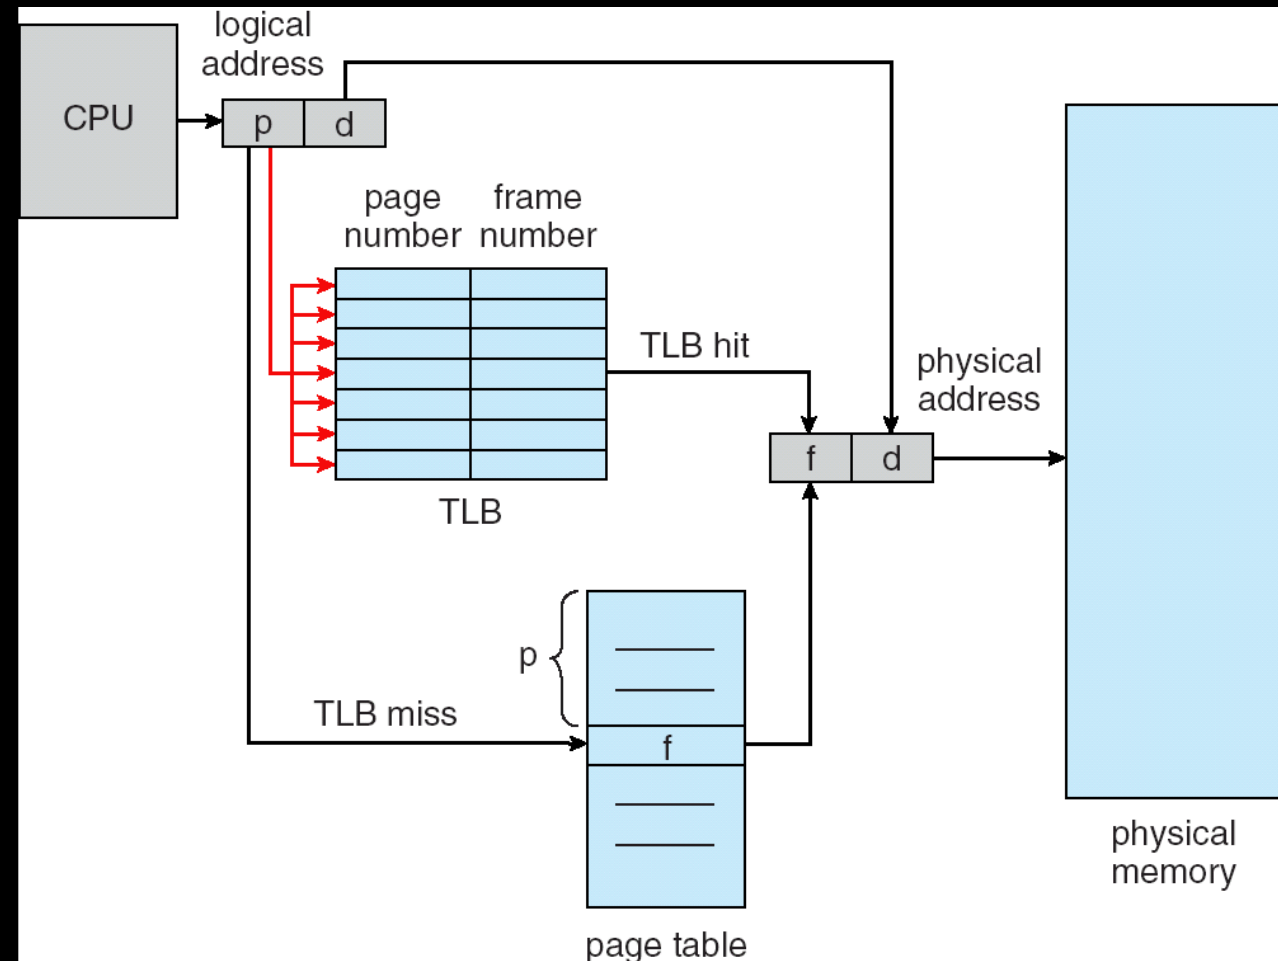 logical
address
CPU
p
d
page
number
frame
number
TLB hit
physical
address
f
d
TLB
p
TLB miss
f
physical
memory
page table